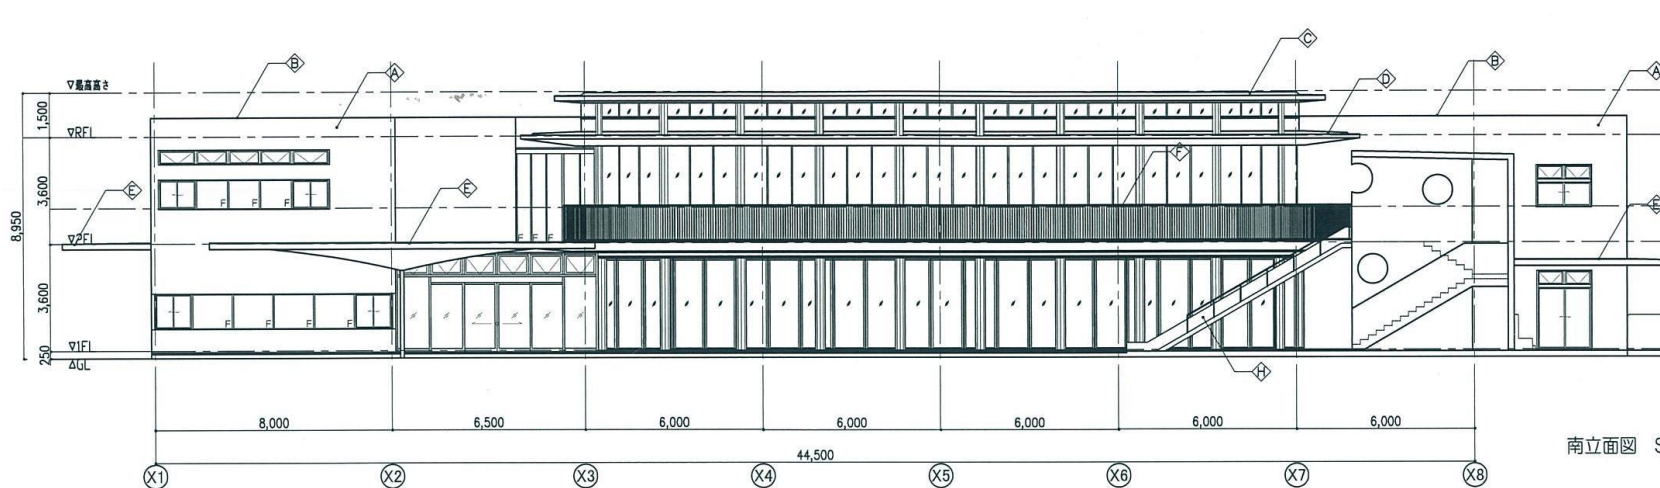 C
B
B
A
A
D
▽最高高さ
1,500
▽RFL
F
E
E
3,600
8,950
F F F
F F F
▽2FL
3,600
F F F F
▽1FL
250
△GL
H
8,000 6,500 6,000 6,000 6,000 6,000 6,000
44,500
南立面図 S
X1 X2 X3 X4 X5 X6 X7 X8